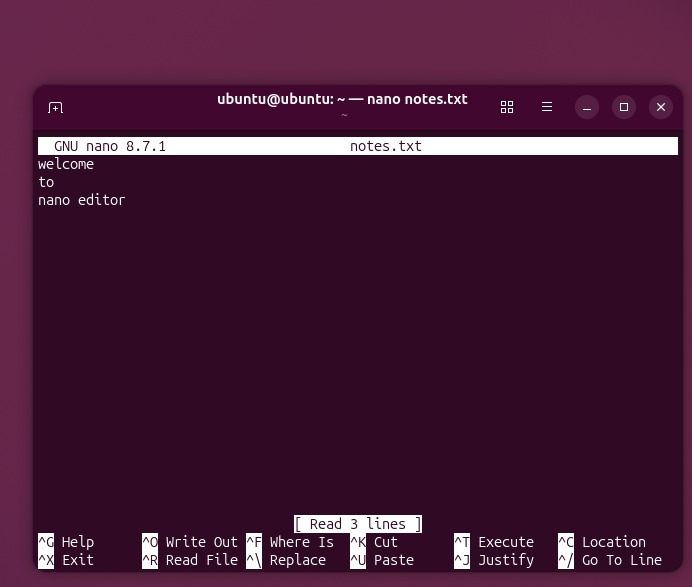 ubuntu@ubuntu: ~ — nano notes.txt
~
GNU nano 8.7.1 notes.txt
welcome
to
nano editor
[ Read 3 lines ]
^G Help ^O Write Out ^F Where Is ^K Cut ^T Execute ^C Location
^X Exit ^R Read File ^\ Replace ^U Paste ^J Justify ^/ Go To Line